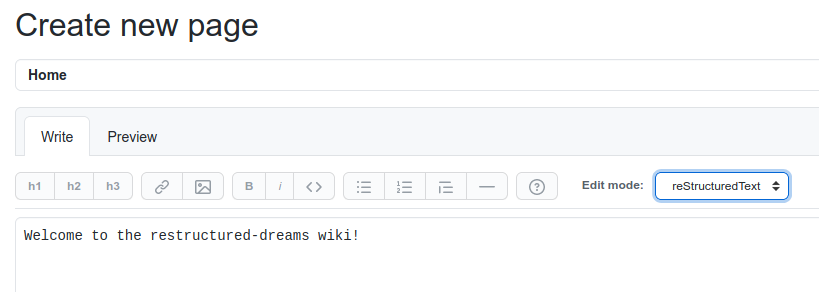 Create new page
Home
Write Preview
h1 h2 h3 B i Edit mode: reStructuredText
Welcome to the restructured-dreams wiki!